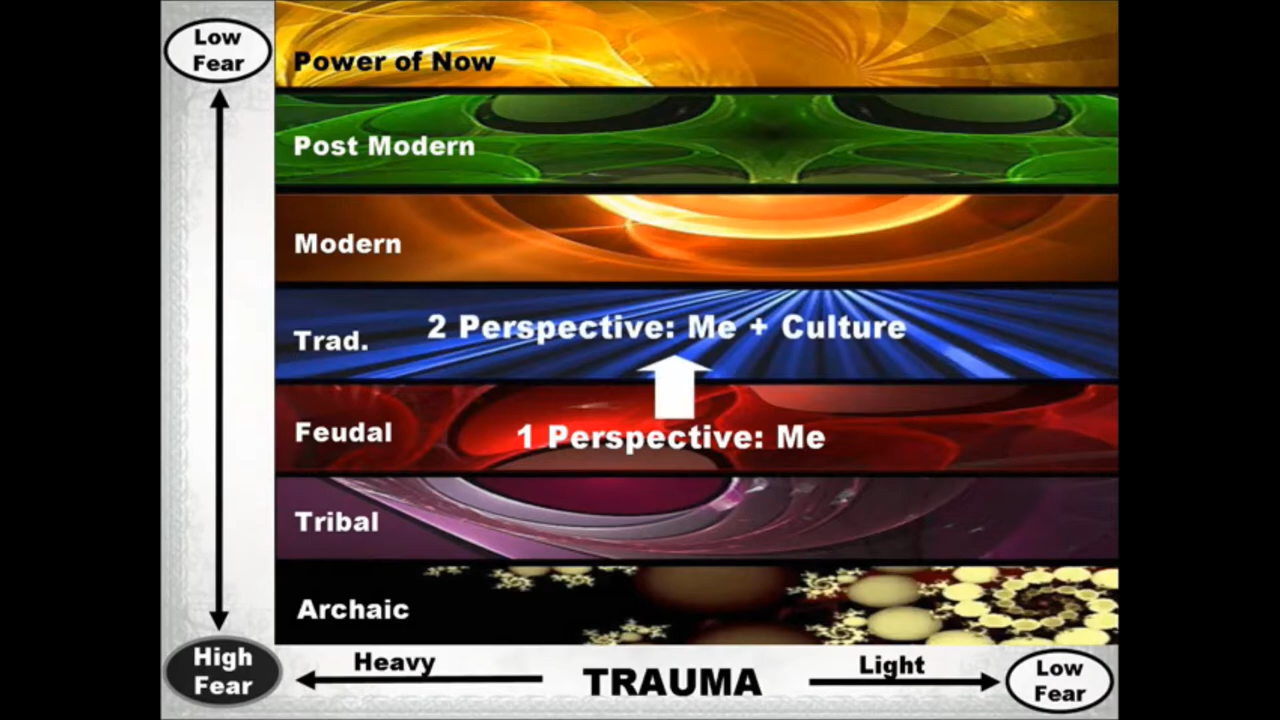 Low
Fear
Power of Now
Post Modern
Modern
2 Perspective: Me + Culture
Trad.
Feudal
1 Perspective: Me
Tribal
Archaic
High
Fear
Heavy
TRAUMA
Light
Low
Fear